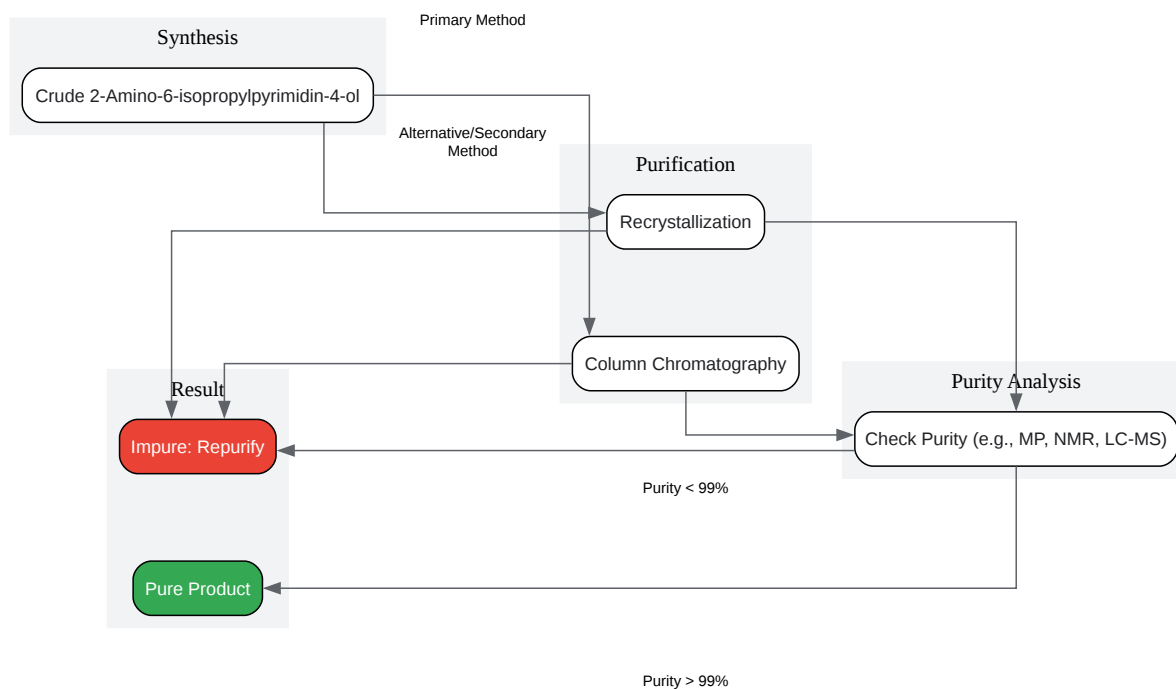 Primary Method
Synthesis
Crude 2-Amino-6-isopropylpyrimidin-4-ol
Alternative/Secondary
Method
Purification
Recrystallization
Column Chromatography
Result
Purity Analysis
Impure: Repurify
Check Purity (e.g., MP, NMR, LC-MS)
Purity < 99%
Pure Product
Purity > 99%